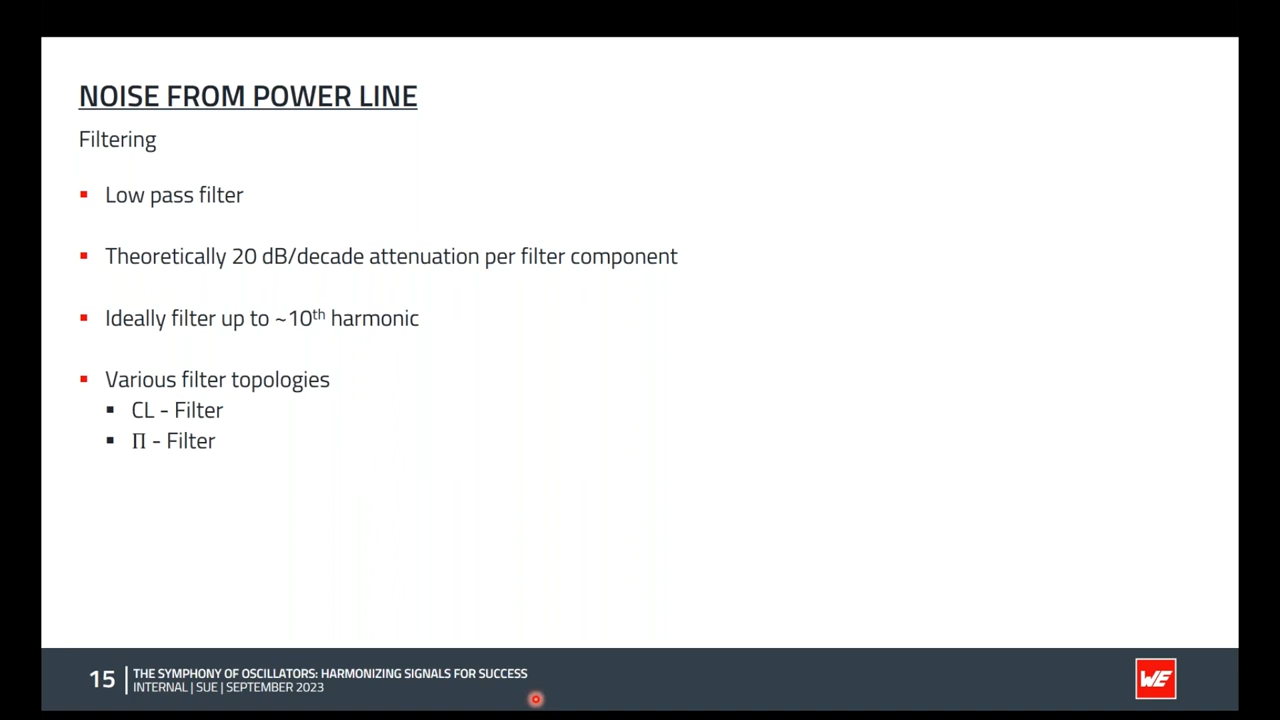 NOISE FROM POWER LINE
Filtering
▪ Low pass filter
▪ Theoretically 20 dB/decade attenuation per filter component
▪ Ideally filter up to ~10th harmonic
▪ Various filter topologies
▪ CL - Filter
▪ Π - Filter
15 | THE SYMPHONY OF OSCILLATORS: HARMONIZING SIGNALS FOR SUCCESS
INTERNAL | SUE | SEPTEMBER 2023
WE